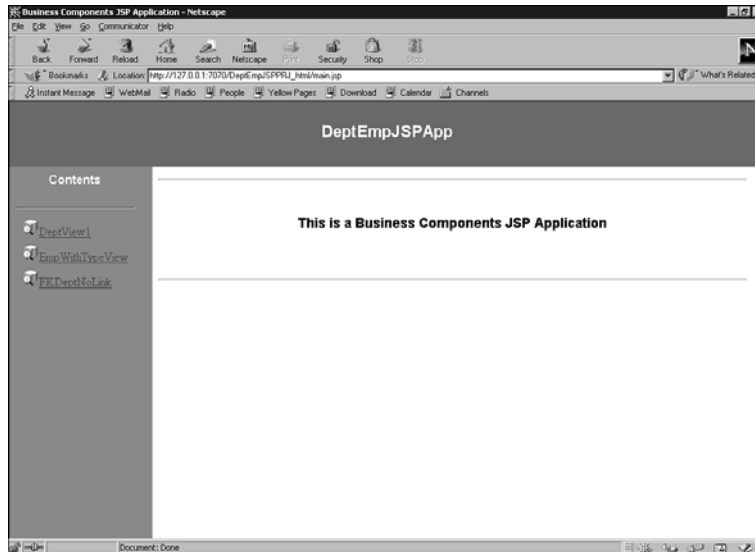 Business Components JSP Application - Netscape
File Edit View Go Communicator Help
Back Forward Reload Home Search Netscape Print Security Shop Stop
Bookmarks Location: http://127.0.0.1:7070/DeptEmpJSPPRJ_html/main.jsp What's Related
Instant Message WebMail Radio People Yellow Pages Download Calendar Channels
DeptEmpJSPApp
Contents
DeptView1
EmpWithTypeView
FKDeptNoLink
This is a Business Components JSP Application
Document: Done